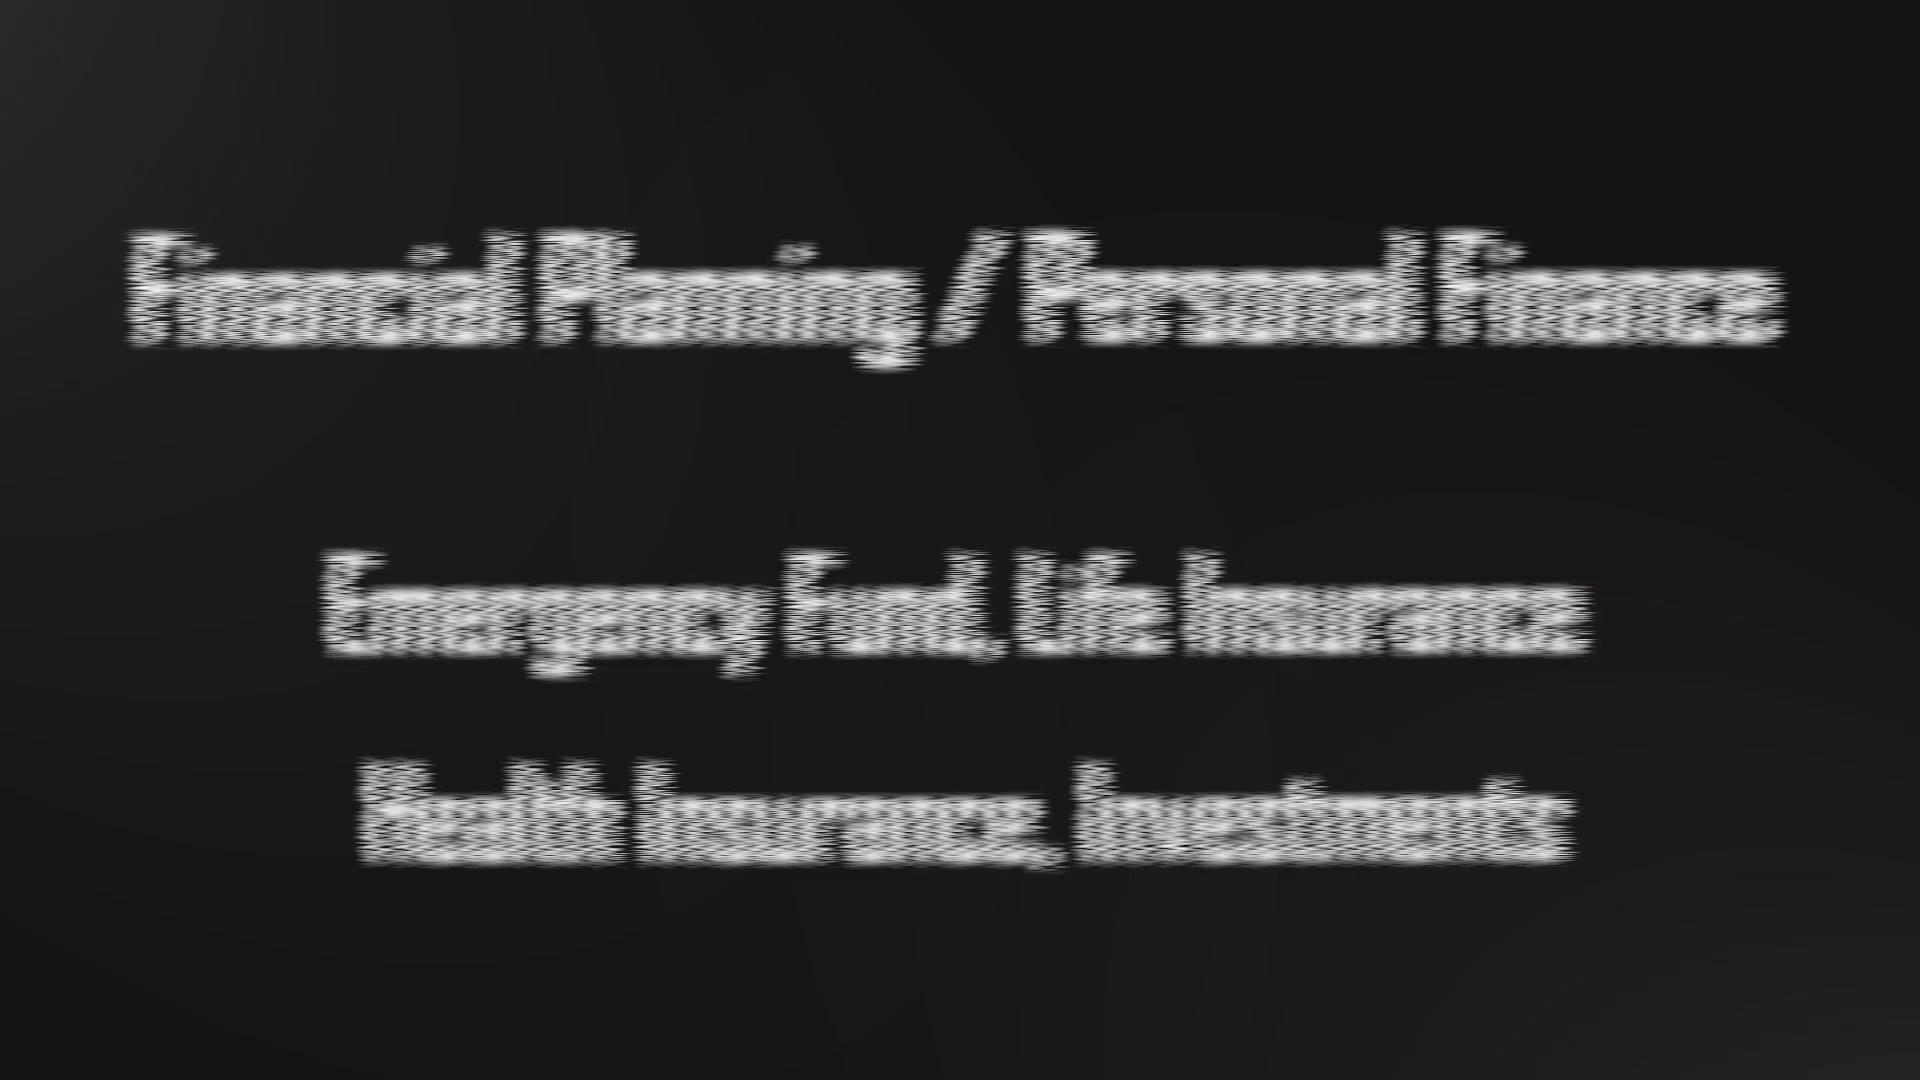 Financial Planning / Personal Finance
Emergency Fund, Life Insurance
Health Insurance, Investments